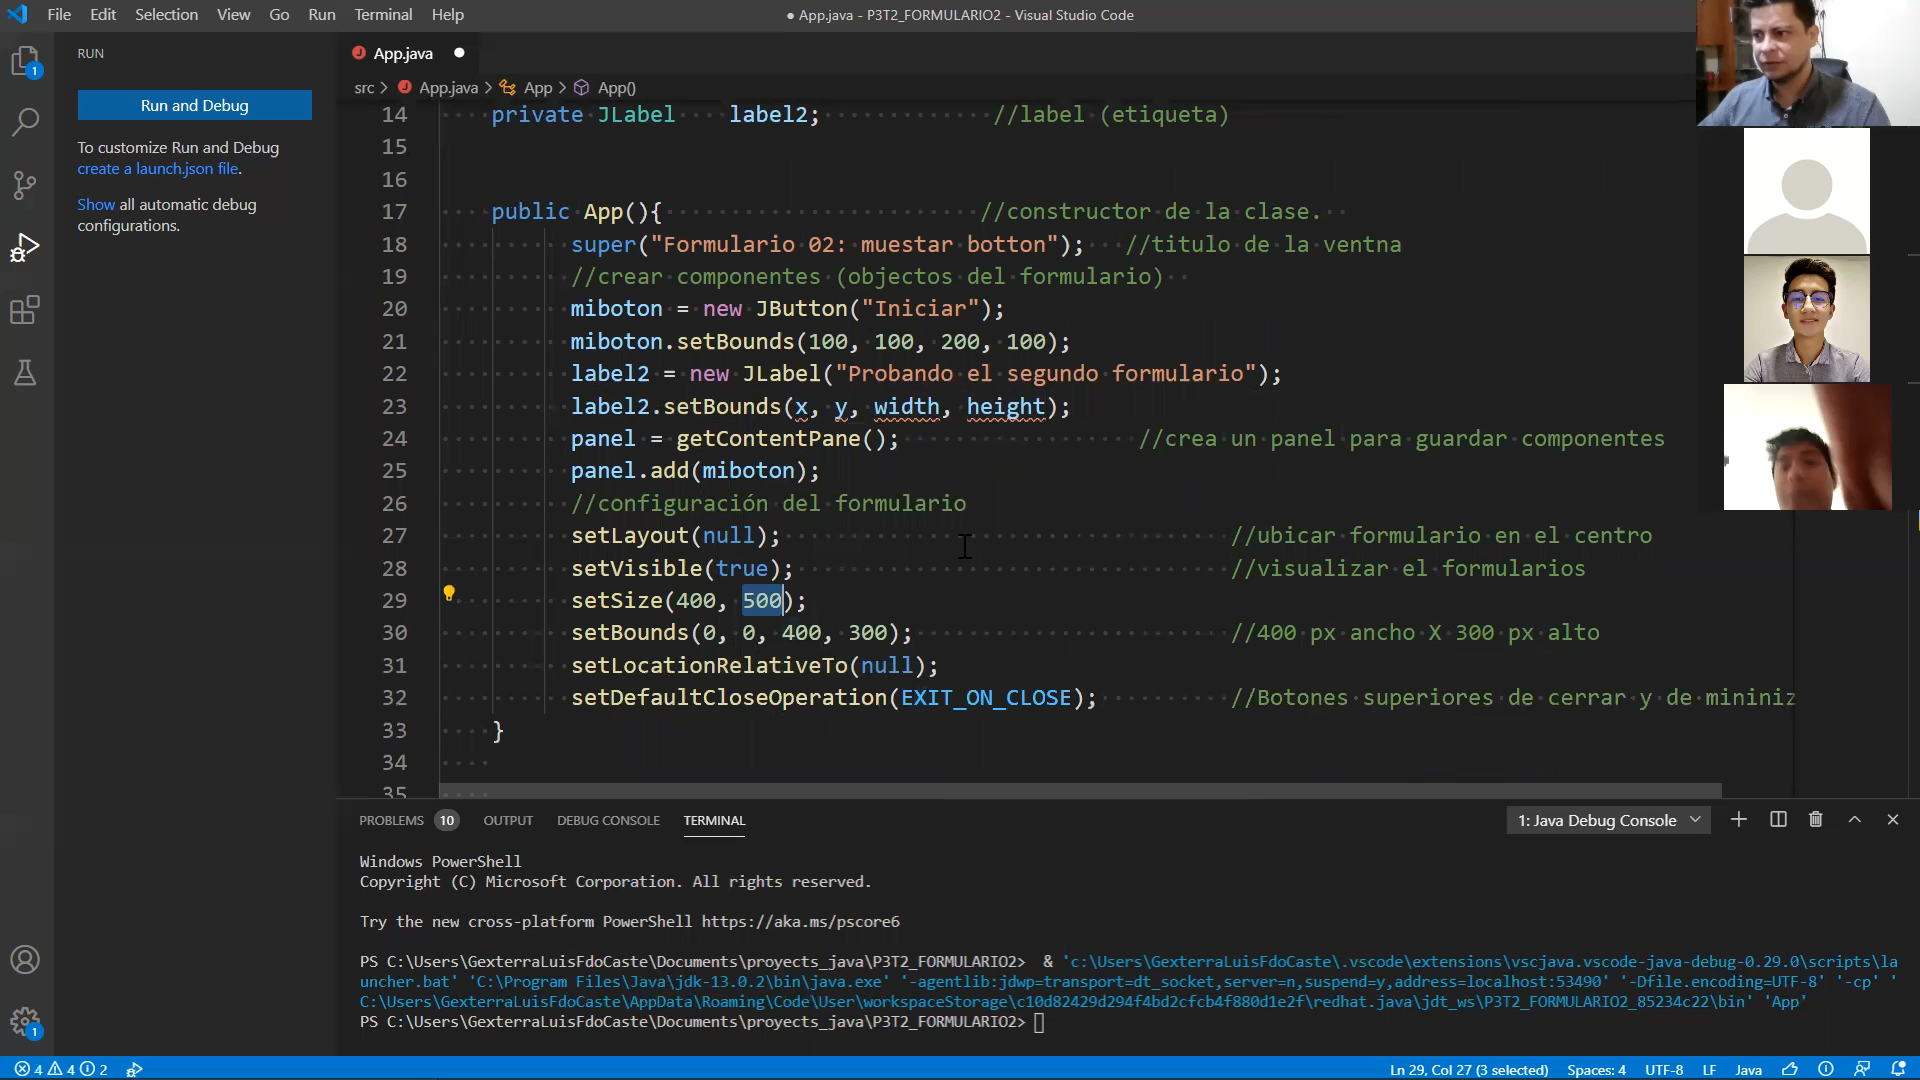 File Edit Selection View Go Run Terminal Help
● App.java - P3T2_FORMULARIO2 - Visual Studio Code
RUN
Run and Debug
To customize Run and Debug
create a launch.json file.
Show all automatic debug
configurations.
1
1
App.java ●
src > App.java > App > App()
14 private JLabel label2; //label (etiqueta)
15
16
17 public App(){ //constructor de la clase.
18 super("Formulario 02: muestar botton"); //titulo de la ventna
19 //crear componentes (objectos del formulario)
20 miboton = new JButton("Iniciar");
21 miboton.setBounds(100, 100, 200, 100);
22 label2 = new JLabel("Probando el segundo formulario");
23 label2.setBounds(x, y, width, height);
24 panel = getContentPane(); //crea un panel para guardar componentes
25 panel.add(miboton);
26 //configuración del formulario
27 setLayout(null); //ubicar formulario en el centro
28 setVisible(true); //visualizar el formularios
29 setSize(400, 500);
30 setBounds(0, 0, 400, 300); //400 px ancho X 300 px alto
31 setLocationRelativeTo(null);
32 setDefaultCloseOperation(EXIT_ON_CLOSE); //Botones superiores de cerrar y de mininiz
33 }
34
35
PROBLEMS 10 OUTPUT DEBUG CONSOLE TERMINAL
1: Java Debug Console
Windows PowerShell
Copyright (C) Microsoft Corporation. All rights reserved.
Try the new cross-platform PowerShell https://aka.ms/pscore6
PS C:\Users\GexterraLuisFdoCaste\Documents\proyects_java\P3T2_FORMULARIO2> & 'c:\Users\GexterraLuisFdoCaste\.vscode\extensions\vscjava.vscode-java-debug-0.29.0\scripts\la
uncher.bat' 'C:\Program Files\Java\jdk-13.0.2\bin\java.exe' '-agentlib:jdwp=transport=dt_socket,server=n,suspend=y,address=localhost:53490' '-Dfile.encoding=UTF-8' '-cp' '
C:\Users\GexterraLuisFdoCaste\AppData\Roaming\Code\User\workspaceStorage\c10d82429d294f4bd2cfcb4f880d1e2f\redhat.java\jdt_ws\P3T2_FORMULARIO2_85234c22\bin' 'App'
PS C:\Users\GexterraLuisFdoCaste\Documents\proyects_java\P3T2_FORMULARIO2>
4 4 2
Ln 29, Col 27 (3 selected) Spaces: 4 UTF-8 LF Java